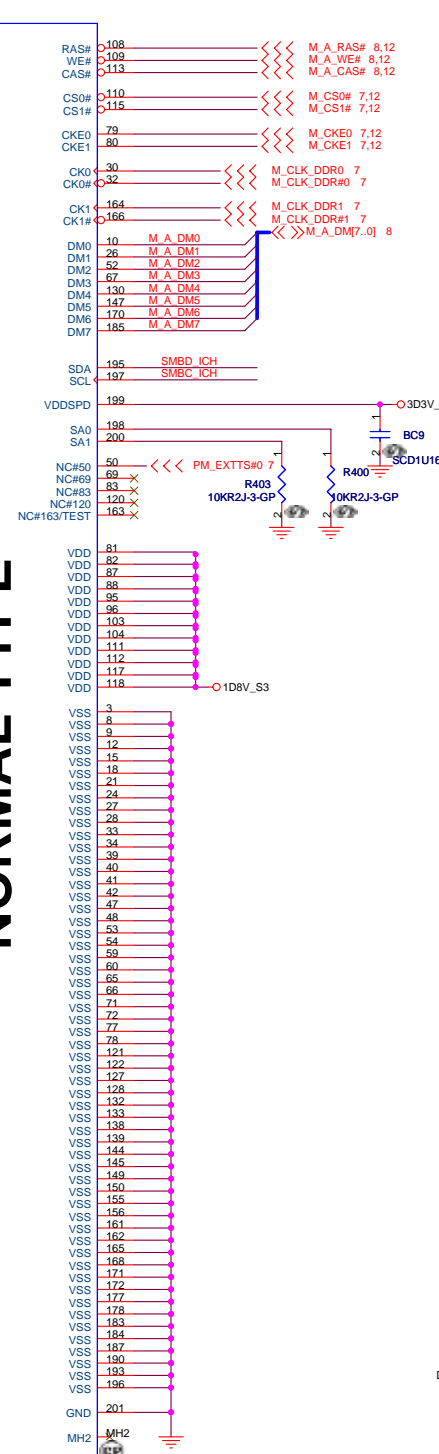 RAS# 108 M_A_RAS# 8,12
WE# 109 M_A_WE# 8,12
CAS# 113 M_A_CAS# 8,12
CS0# 110 M_CS0# 7,12
CS1# 115 M_CS1# 7,12
CKE0 79 M_CKE0 7,12
CKE1 80 M_CKE1 7,12
CK0 30 M_CLK_DDR0 7
CK0# 32 M_CLK_DDR#0 7
CK1 164 M_CLK_DDR1 7
CK1# 166 M_CLK_DDR#1 7
M_A_DM[7..0] 8
DM0 10 M_A_DM0
DM1 26 M_A_DM1
DM2 52 M_A_DM2
DM3 67 M_A_DM3
DM4 130 M_A_DM4
DM5 147 M_A_DM5
DM6 170 M_A_DM6
DM7 185 M_A_DM7
SDA 195 SMBD_ICH
SCL 197 SMBC_ICH
VDDSPD 199 3D3V_
SA0 198
SA1 200
1 BC9
2 SCD1U16
NC#50 50 PM_EXTTS#0 7
NC#69 69
NC#83 83
NC#120 120
NC#163/TEST 163
1 R403 10KR2J-3-GP 2
1 R400 10KR2J-3-GP 2
VDD 81
VDD 82
VDD 87
VDD 88
VDD 95
VDD 96
VDD 103
VDD 104
VDD 111
VDD 112
VDD 117
VDD 118 1D8V_S3
VSS 3
VSS 8
VSS 9
VSS 12
VSS 15
VSS 18
VSS 21
VSS 24
VSS 27
VSS 28
VSS 33
VSS 34
VSS 39
VSS 40
VSS 41
VSS 42
VSS 47
VSS 48
VSS 53
VSS 54
VSS 59
VSS 60
VSS 65
VSS 66
VSS 71
VSS 72
VSS 77
VSS 78
VSS 121
VSS 122
VSS 127
VSS 128
VSS 132
VSS 133
VSS 138
VSS 139
VSS 144
VSS 145
VSS 149
VSS 150
VSS 155
VSS 156
VSS 161
VSS 162
VSS 165
VSS 168
VSS 171
VSS 172
VSS 177
VSS 178
VSS 183
VSS 184
VSS 187
VSS 190
VSS 193
VSS 196
GND 201
MH2 MH2